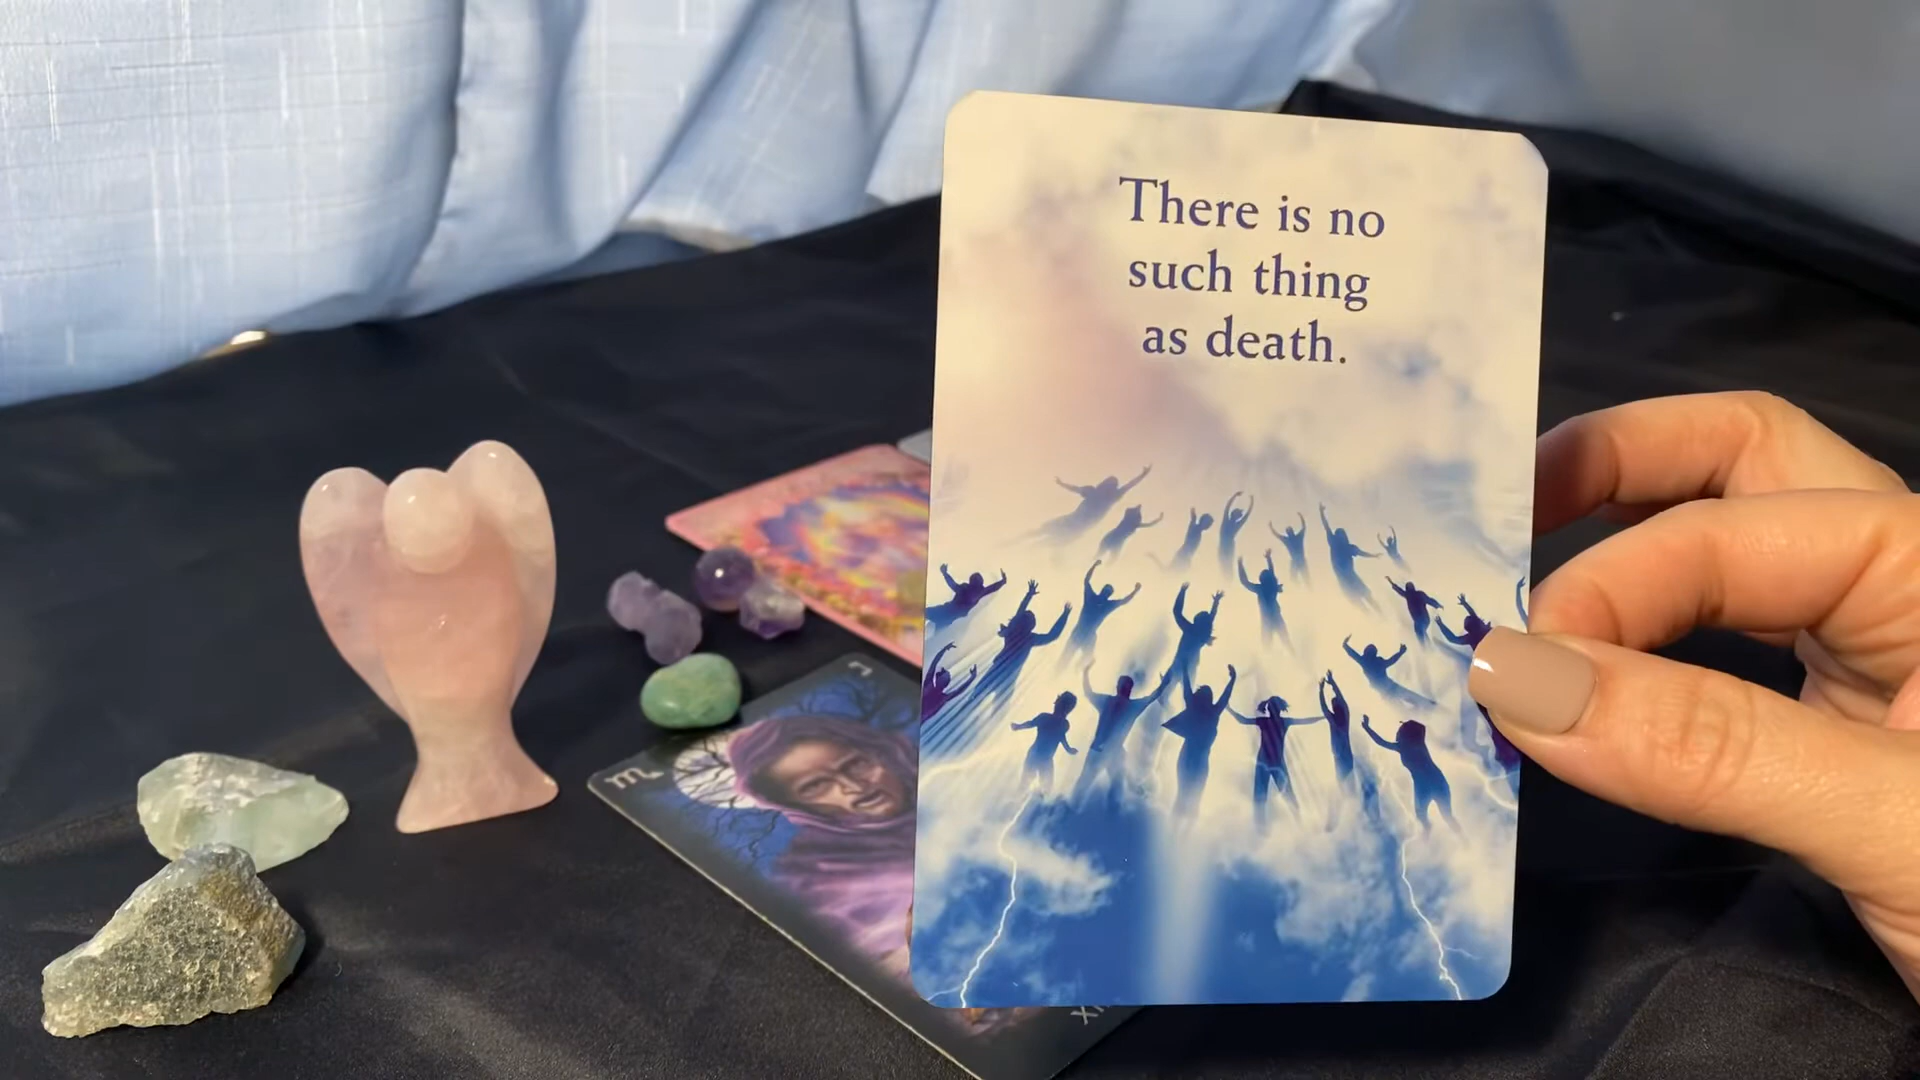 There is no
such thing
as death.